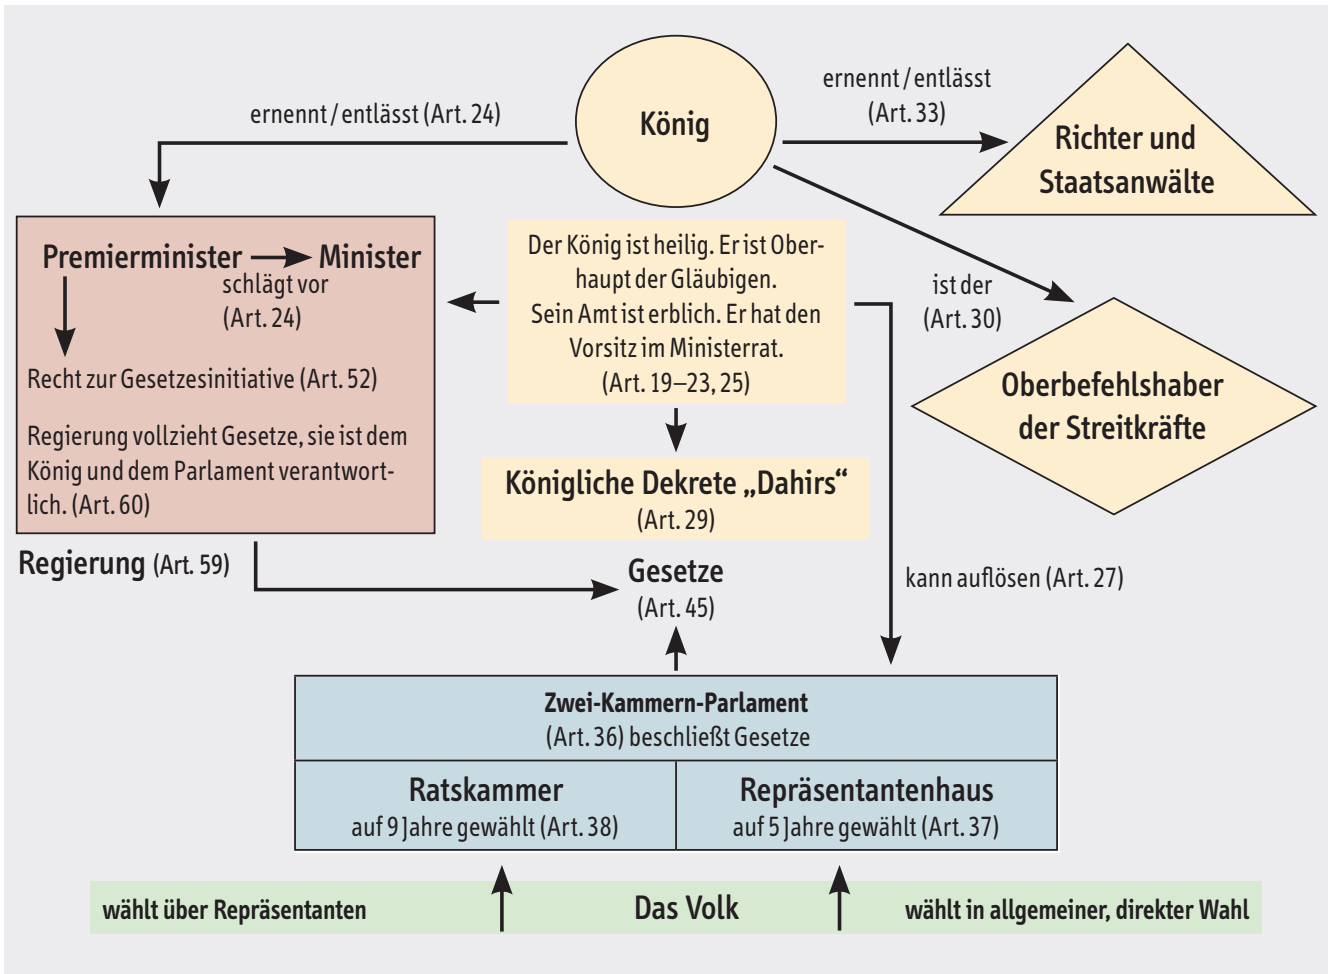 ernennt / entlässt (Art. 24)
König
ernennt / entlässt
(Art. 33)
Richter und
Staatsanwälte
Premierminister
Minister
schlägt vor
(Art. 24)
Recht zur Gesetzesinitiative (Art. 52)
Regierung vollzieht Gesetze, sie ist dem
König und dem Parlament verantwort-
lich. (Art. 60)
Regierung (Art. 59)
Der König ist heilig. Er ist Ober-
haupt der Gläubigen.
Sein Amt ist erblich. Er hat den
Vorsitz im Ministerrat.
(Art. 19–23, 25)
ist der
(Art. 30)
Oberbefehlshaber
der Streitkräfte
Königliche Dekrete „Dahirs“
(Art. 29)
Gesetze
(Art. 45)
kann auflösen (Art. 27)
Zwei-Kammern-Parlament
(Art. 36) beschließt Gesetze
Ratskammer
auf 9 Jahre gewählt (Art. 38)
Repräsentantenhaus
auf 5 Jahre gewählt (Art. 37)
wählt über Repräsentanten
Das Volk
wählt in allgemeiner, direkter Wahl